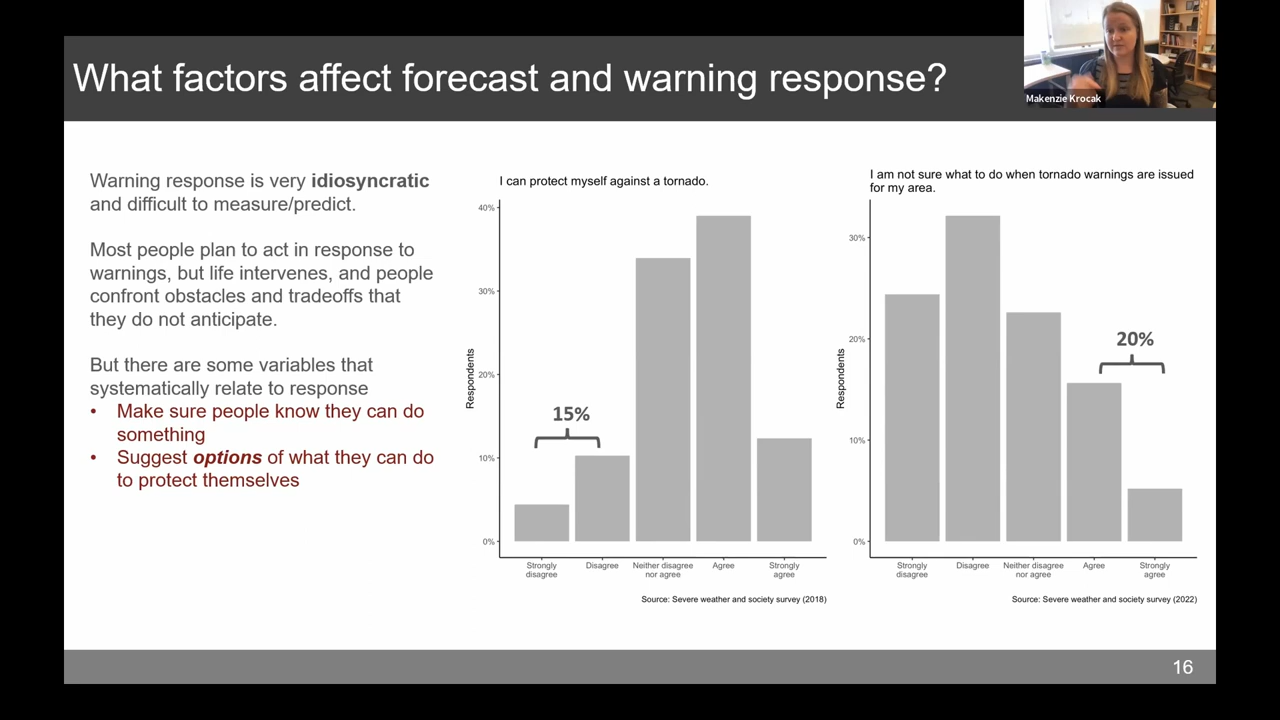 What factors affect forecast and warning response?
Makenzie Krocak
Warning response is very idiosyncratic
and difficult to measure/predict.
Most people plan to act in response to
warnings, but life intervenes, and people
confront obstacles and tradeoffs that
they do not anticipate.
But there are some variables that
systematically relate to response
• Make sure people know they can do
something
• Suggest options of what they can do
to protect themselves
I can protect myself against a tornado.
40%
30%
20%
10%
0%
Respondents
15%
Strongly
disagree
Disagree
Neither disagree
nor agree
Agree
Strongly
agree
Source: Severe weather and society survey (2018)
I am not sure what to do when tornado warnings are issued
for my area.
30%
20%
10%
0%
Respondents
20%
Strongly
disagree
Disagree
Neither disagree
nor agree
Agree
Strongly
agree
Source: Severe weather and society survey (2022)
16